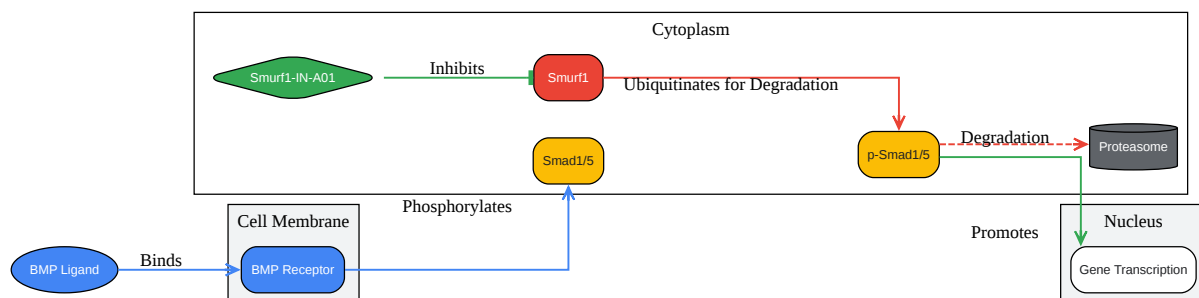 Cytoplasm
Smurf1-IN-A01
Inhibits
Smurf1
Ubiquitinates for Degradation
Smad1/5
p-Smad1/5
Degradation
Proteasome
Phosphorylates
Cell Membrane
Promotes
Nucleus
BMP Ligand
Binds
BMP Receptor
Gene Transcription